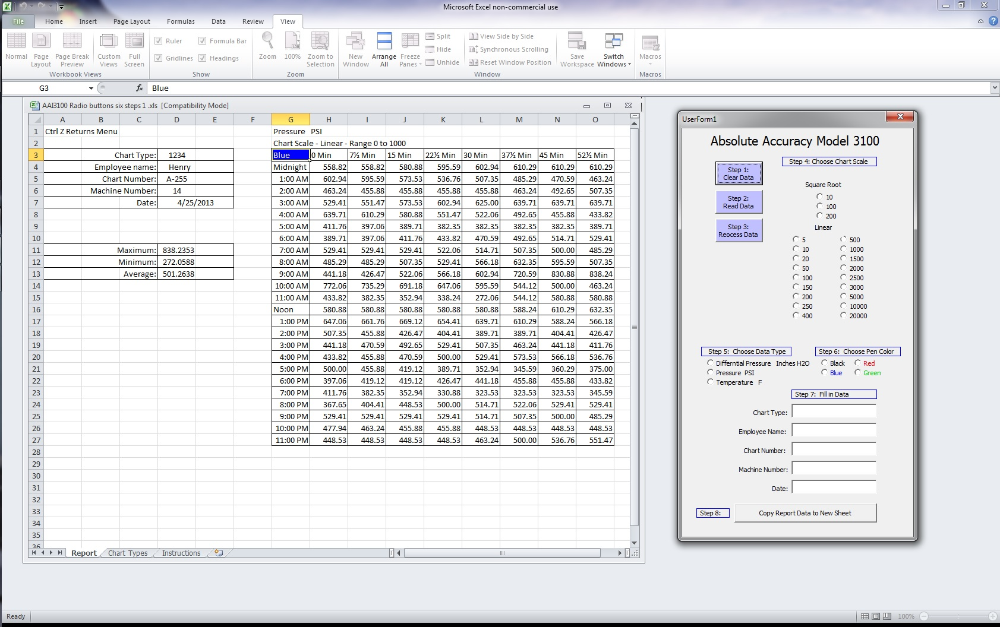 Microsoft Excel non-commercial use
File Home Insert Page Layout Formulas Data Review View
Normal Page Layout Page Break Preview Custom Views Full Screen
Workbook Views
Ruler Formula Bar
Gridlines Headings
Show
Zoom 100% Zoom to Selection
Zoom
New Window Arrange All Freeze Panes Split Hide Unhide
View Side by Side
Synchronous Scrolling
Reset Window Position
Window
Save Workspace Switch Windows
Macros
Macros
G3 fx Blue
AAI3100 Radio buttons six steps 1 .xls [Compatibility Mode]
A B C D E F G H I J K L M N O
1 Ctrl Z Returns Menu Pressure PSI
2 Chart Scale - Linear - Range 0 to 1000
3 Chart Type: 1234 Blue 0 Min 7½ Min 15 Min 22½ Min 30 Min 37½ Min 45 Min 52½ Min
4 Employee name: Henry Midnight 558.82 558.82 580.88 595.59 602.94 610.29 610.29 610.29
5 Chart Number: A-255 1:00 AM 602.94 595.59 573.53 536.76 507.35 485.29 470.59 463.24
6 Machine Number: 14 2:00 AM 463.24 455.88 455.88 455.88 455.88 463.24 492.65 507.35
7 Date: 4/25/2013 3:00 AM 529.41 551.47 573.53 602.94 625.00 639.71 639.71 639.71
8 4:00 AM 639.71 610.29 580.88 551.47 522.06 492.65 455.88 433.82
9 5:00 AM 411.76 397.06 389.71 382.35 382.35 382.35 382.35 389.71
10 6:00 AM 389.71 397.06 411.76 433.82 470.59 492.65 514.71 529.41
11 Maximum: 838.2353 7:00 AM 529.41 529.41 529.41 522.06 514.71 507.35 500.00 485.29
12 Minimum: 272.0588 8:00 AM 485.29 485.29 507.35 529.41 566.18 632.35 595.59 507.35
13 Average: 501.2638 9:00 AM 441.18 426.47 522.06 566.18 602.94 720.59 830.88 838.24
14 10:00 AM 772.06 735.29 691.18 647.06 595.59 544.12 500.00 463.24
15 11:00 AM 433.82 382.35 352.94 338.24 272.06 544.12 580.88 580.88
16 Noon 580.88 580.88 580.88 580.88 580.88 588.24 610.29 632.35
17 1:00 PM 647.06 661.76 669.12 654.41 639.71 610.29 588.24 566.18
18 2:00 PM 507.35 455.88 426.47 404.41 389.71 389.71 404.41 426.47
19 3:00 PM 441.18 470.59 492.65 529.41 507.35 463.24 441.18 411.76
20 4:00 PM 433.82 455.88 470.59 500.00 529.41 573.53 566.18 536.76
21 5:00 PM 500.00 455.88 419.12 389.71 352.94 345.59 360.29 375.00
22 6:00 PM 397.06 419.12 419.12 426.47 441.18 455.88 455.88 433.82
23 7:00 PM 411.76 382.35 352.94 330.88 323.53 323.53 323.53 345.59
24 8:00 PM 367.65 404.41 448.53 500.00 514.71 522.06 529.41 529.41
25 9:00 PM 529.41 529.41 529.41 529.41 514.71 507.35 500.00 485.29
26 10:00 PM 477.94 463.24 455.88 455.88 448.53 448.53 448.53 448.53
27 11:00 PM 448.53 448.53 448.53 448.53 463.24 500.00 536.76 551.47
28
29
30
31
32
33
34
35
36
Report Chart Types Instructions
Ready 100%
UserForm1
Absolute Accuracy Model 3100
Step 1: Clear Data
Step 2: Read Data
Step 3: Reocess Data
Step 4: Choose Chart Scale
Square Root
10
100
200
Linear
5 500
10 1000
20 1500
50 2000
100 2500
150 3000
200 5000
250 10000
400 20000
Step 5: Choose Data Type
Differntial Pressure Inches H2O
Pressure PSI
Temperature F
Step 6: Choose Pen Color
Black Red
Blue Green
Step 7: Fill in Data
Chart Type:
Employee Name:
Chart Number:
Machine Number:
Date:
Step 8: Copy Report Data to New Sheet